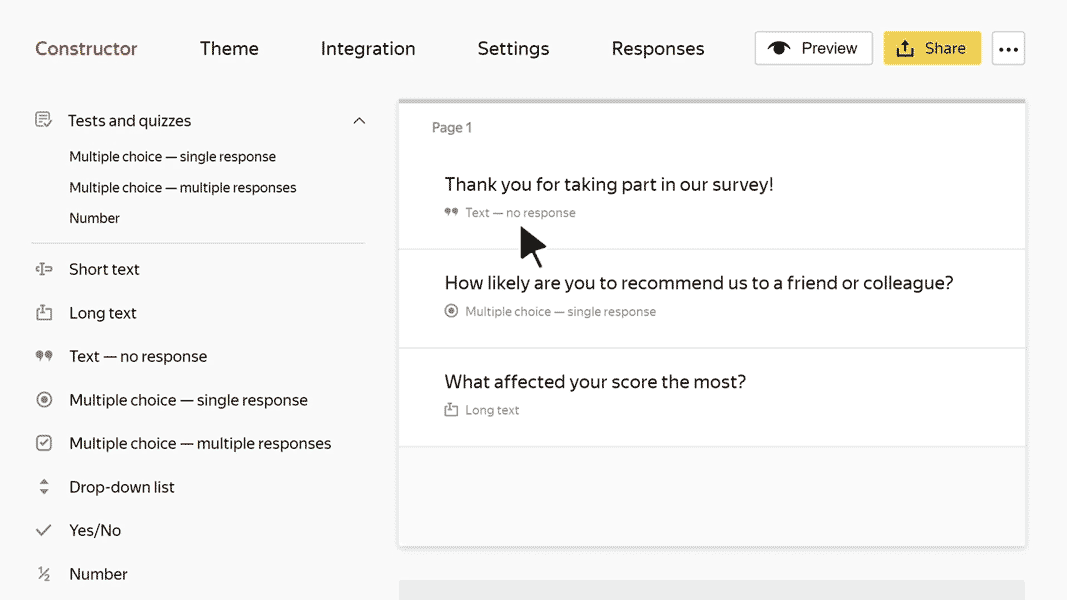 Constructor Theme Integration Settings Responses Preview Share
Tests and quizzes
Multiple choice — single response
Multiple choice — multiple responses
Number
Short text
Long text
Text — no response
Multiple choice — single response
Multiple choice — multiple responses
Drop-down list
Yes/No
½ Number
Page 1
Thank you for taking part in our survey!
Text — no response
How likely are you to recommend us to a friend or colleague?
Multiple choice — single response
What affected your score the most?
Long text